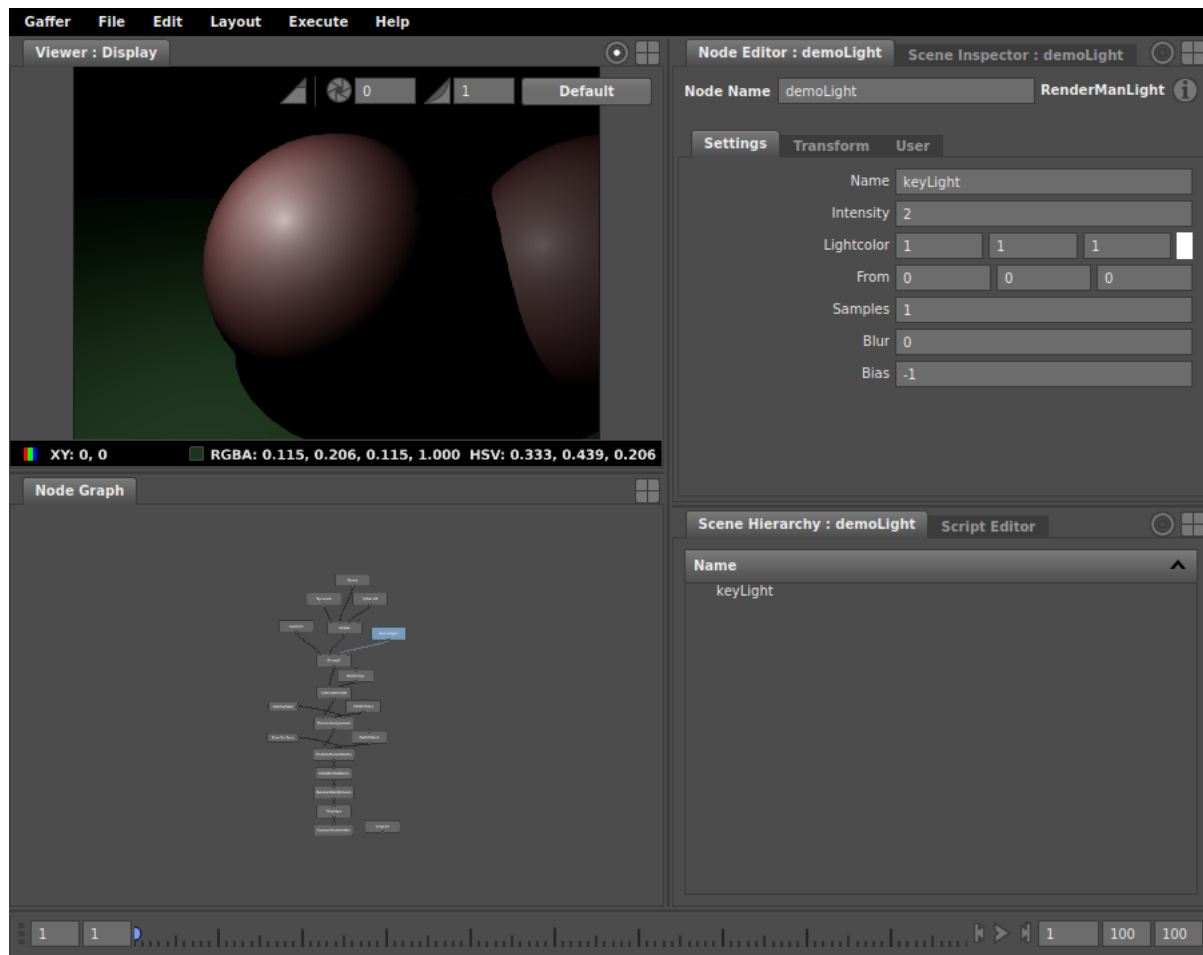 Gaffer File Edit Layout Execute Help
Viewer : Display
0 1 Default
XY: 0, 0 RGBA: 0.115, 0.206, 0.115, 1.000 HSV: 0.333, 0.439, 0.206
Node Graph
Node Editor : demoLight Scene Inspector : demoLight
Node Name demoLight RenderManLight
Settings Transform User
Name keyLight
Intensity 2
Lightcolor 1 1 1
From 0 0 0
Samples 1
Blur 0
Bias -1
Scene Hierarchy : demoLight Script Editor
Name
keyLight
1 1 1 100 100